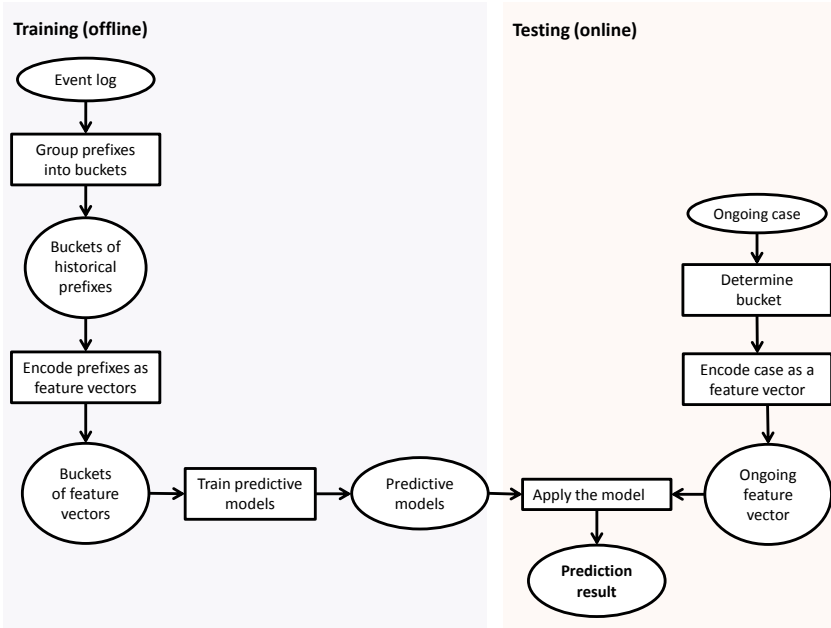 Training (offline)
Event log
Group prefixes
into buckets
Buckets of
historical
prefixes
Encode prefixes as
feature vectors
Buckets
of feature
vectors
Train predictive
models
Predictive
models
Testing (online)
Ongoing case
Determine
bucket
Encode case as a
feature vector
Ongoing
feature
vector
Apply the model
Prediction
result